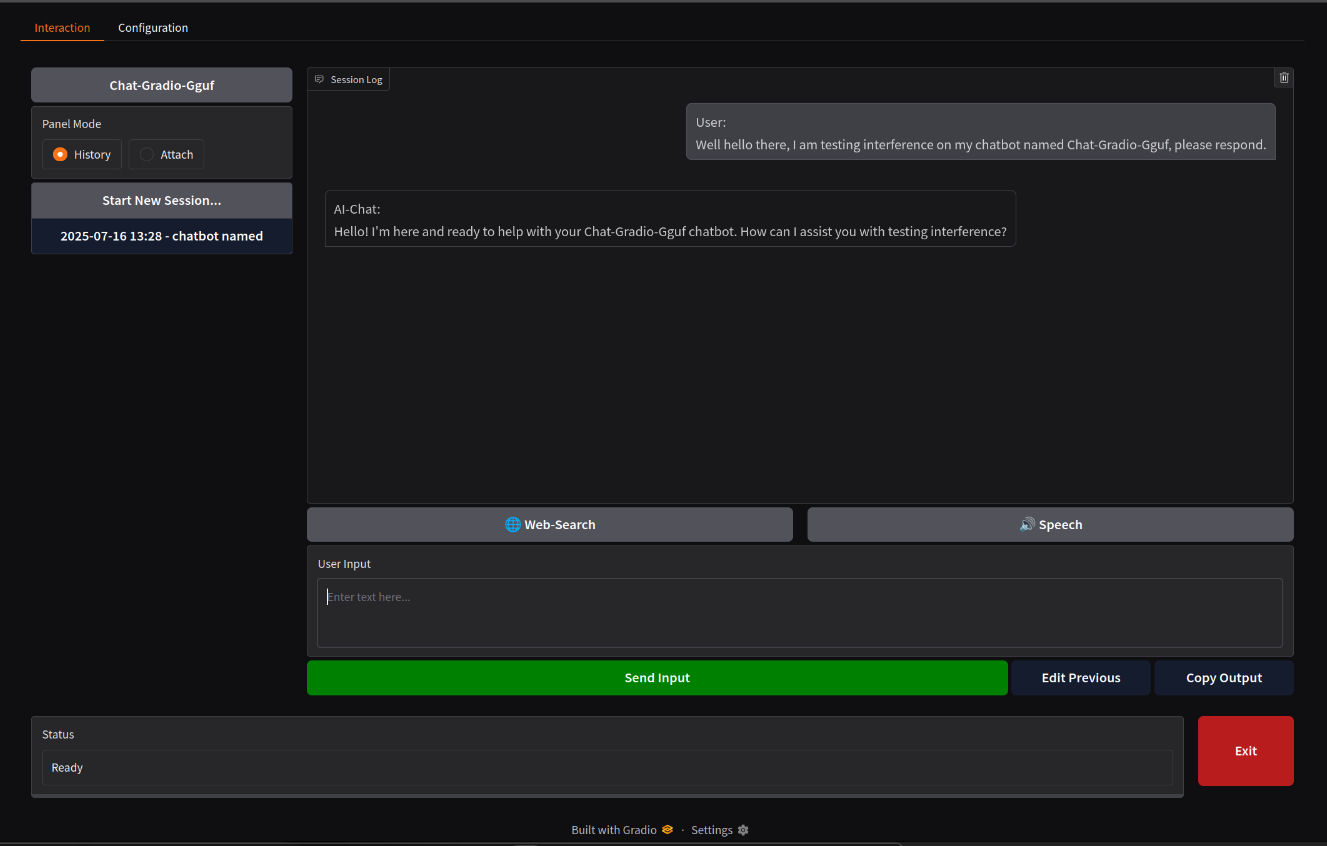 Interaction
Configuration
Chat-Gradio-Gguf
Panel Mode
History
Attach
Start New Session...
2025-07-16 13:28 - chatbot named
Session Log
User:
Well hello there, I am testing interference on my chatbot named Chat-Gradio-Gguf, please respond.
AI-Chat:
Hello! I'm here and ready to help with your Chat-Gradio-Gguf chatbot. How can I assist you with testing interference?
🌐 Web-Search
🔊 Speech
User Input
Enter text here...
Send Input
Edit Previous
Copy Output
Status
Ready
Exit
Built with Gradio · Settings